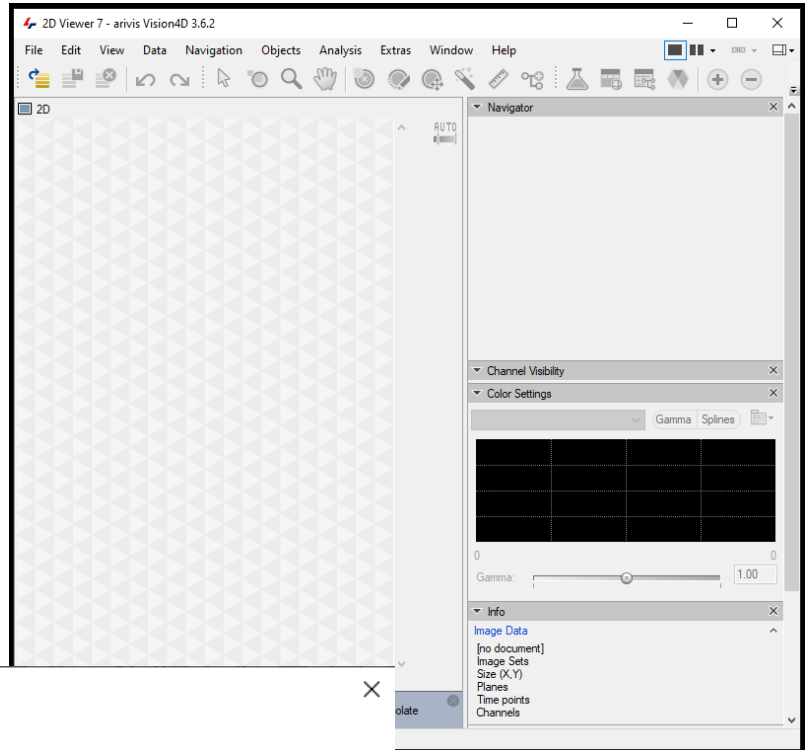 2D Viewer 7 - arivis Vision4D 3.6.2
File Edit View Data Navigation Objects Analysis Extras Window Help
2D
AUTO
Navigator
Channel Visibility
Color Settings
Gamma Splines
0 0
Gamma: 1.00
Info
Image Data
[no document]
Image Sets
Size (X,Y)
Planes
Time points
Channels
olate